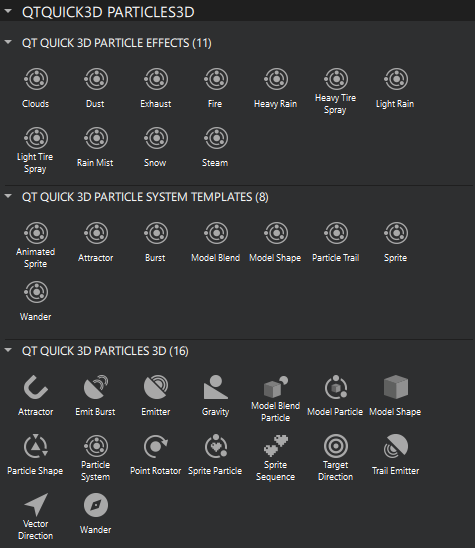 QTQUICK3D PARTICLES3D
QT QUICK 3D PARTICLE EFFECTS (11)
Clouds Dust Exhaust Fire Heavy Rain Heavy Tire Spray Light Rain
Light Tire Spray Rain Mist Snow Steam
QT QUICK 3D PARTICLE SYSTEM TEMPLATES (8)
Animated Sprite Attractor Burst Model Blend Model Shape Particle Trail Sprite
Wander
QT QUICK 3D PARTICLES 3D (16)
Attractor Emit Burst Emitter Gravity Model Blend Particle Model Particle Model Shape
Particle Shape Particle System Point Rotator Sprite Particle Sprite Sequence Target Direction Trail Emitter
Vector Direction Wander